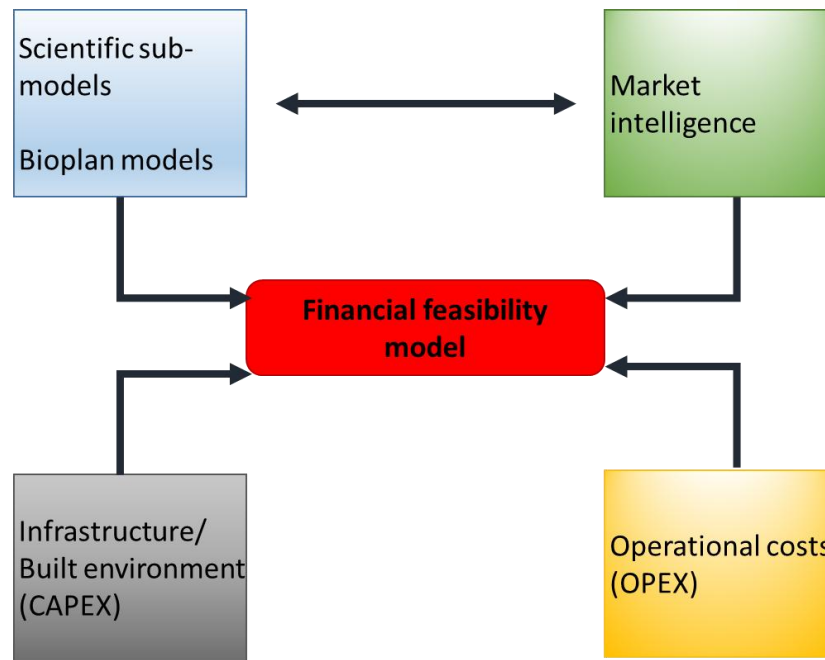 Scientific sub-
models
Bioplan models
Market
intelligence
Financial feasibility
model
Infrastructure/
Built environment
(CAPEX)
Operational costs
(OPEX)